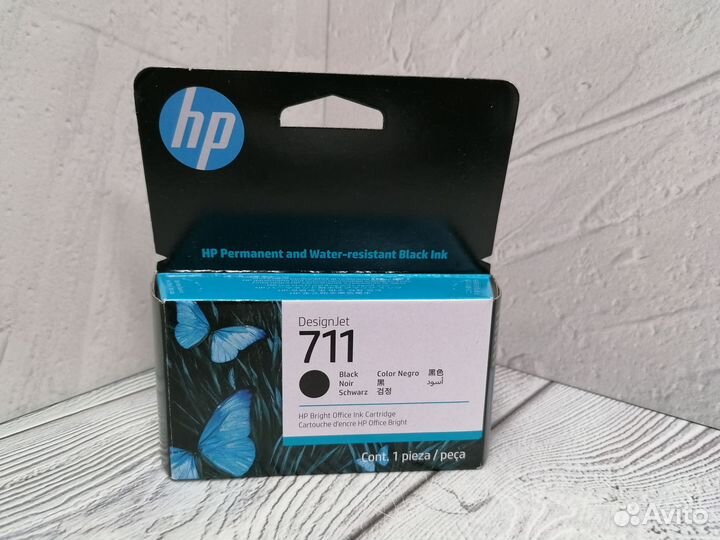 hp
HP Permanent and Water-resistant Black Ink
DesignJet
711
Black Color Negro 黑色
Noir 黑 أسود
Schwarz 검정
HP Bright Office Ink Cartridge
Cartouche d'encre HP Office Bright
Cont. 1 pieza / peça
Avito